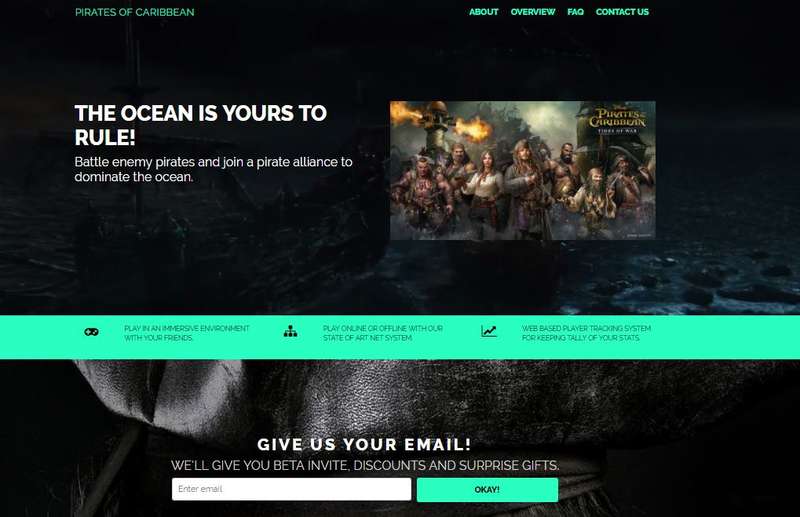 PIRATES OF CARIBBEAN
ABOUT OVERVIEW FAQ CONTACT US
THE OCEAN IS YOURS TO
RULE!
Battle enemy pirates and join a pirate alliance to
dominate the ocean.
Disney
PIRATES of the
CARIBBEAN
TIDES OF WAR
PLAY IN AN IMMERSIVE ENVIRONMENT
WITH YOUR FRIENDS.
PLAY ONLINE OR OFFLINE WITH OUR
STATE OF ART NET SYSTEM.
WEB BASED PLAYER TRACKING SYSTEM
FOR KEEPING TALLY OF YOUR STATS.
GIVE US YOUR EMAIL!
WE'LL GIVE YOU BETA INVITE, DISCOUNTS AND SURPRISE GIFTS.
Enter email
OKAY!